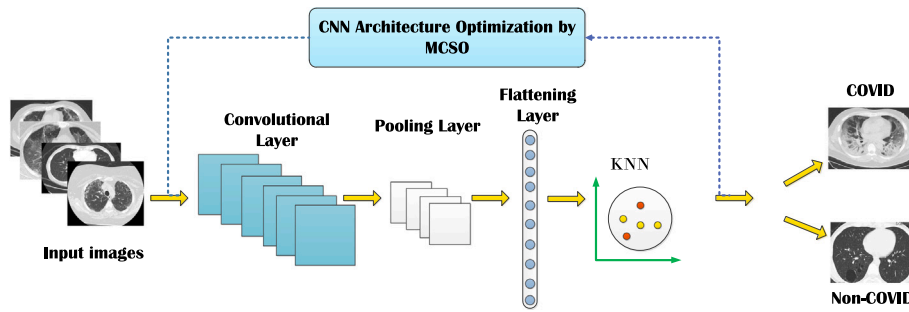 CNN Architecture Optimization by
MCSO
Convolutional
Layer
Pooling Layer
Flattening
Layer
KNN
COVID
Input images
Non-COVID